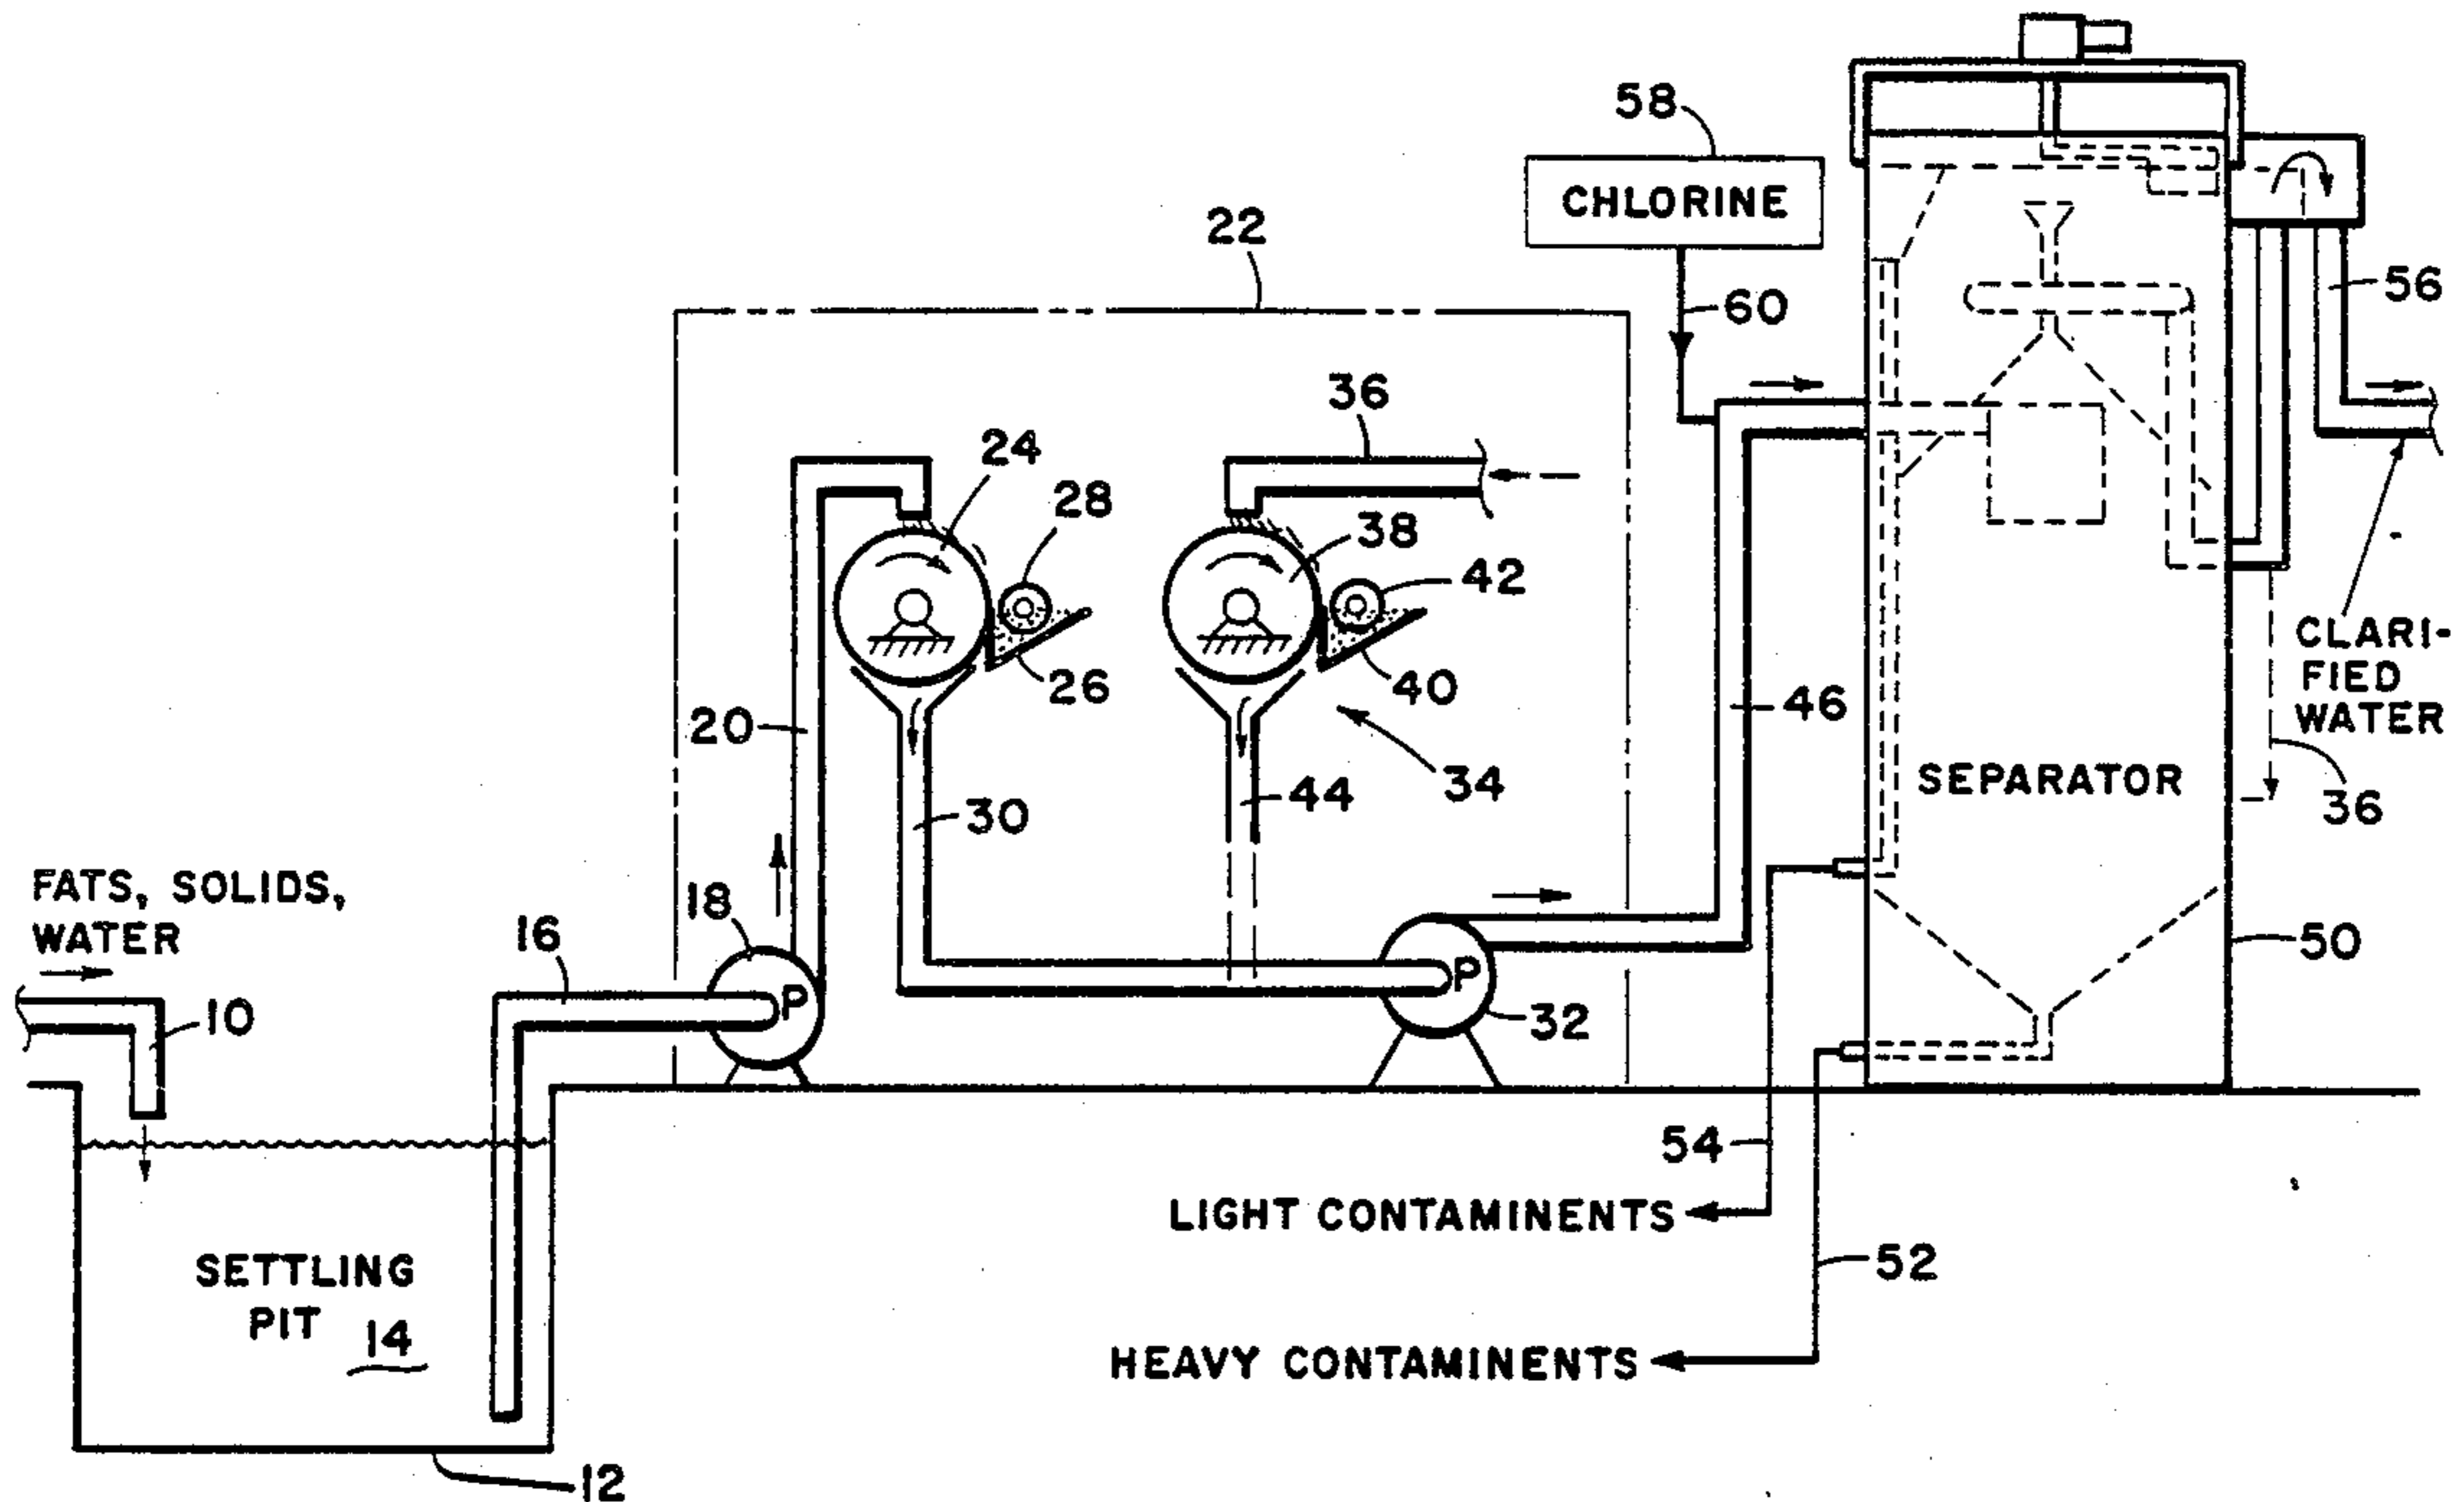 58
CHLORINE
22
60
56
36
24
28
38
42
26
40
46
CLARI-
FIED
WATER
20
44
34
30
SEPARATOR
36
FATS, SOLIDS,
WATER
16
18
P
P
50
10
32
54
LIGHT CONTAMINENTS
SETTLING
PIT 14
52
HEAVY CONTAMINENTS
12